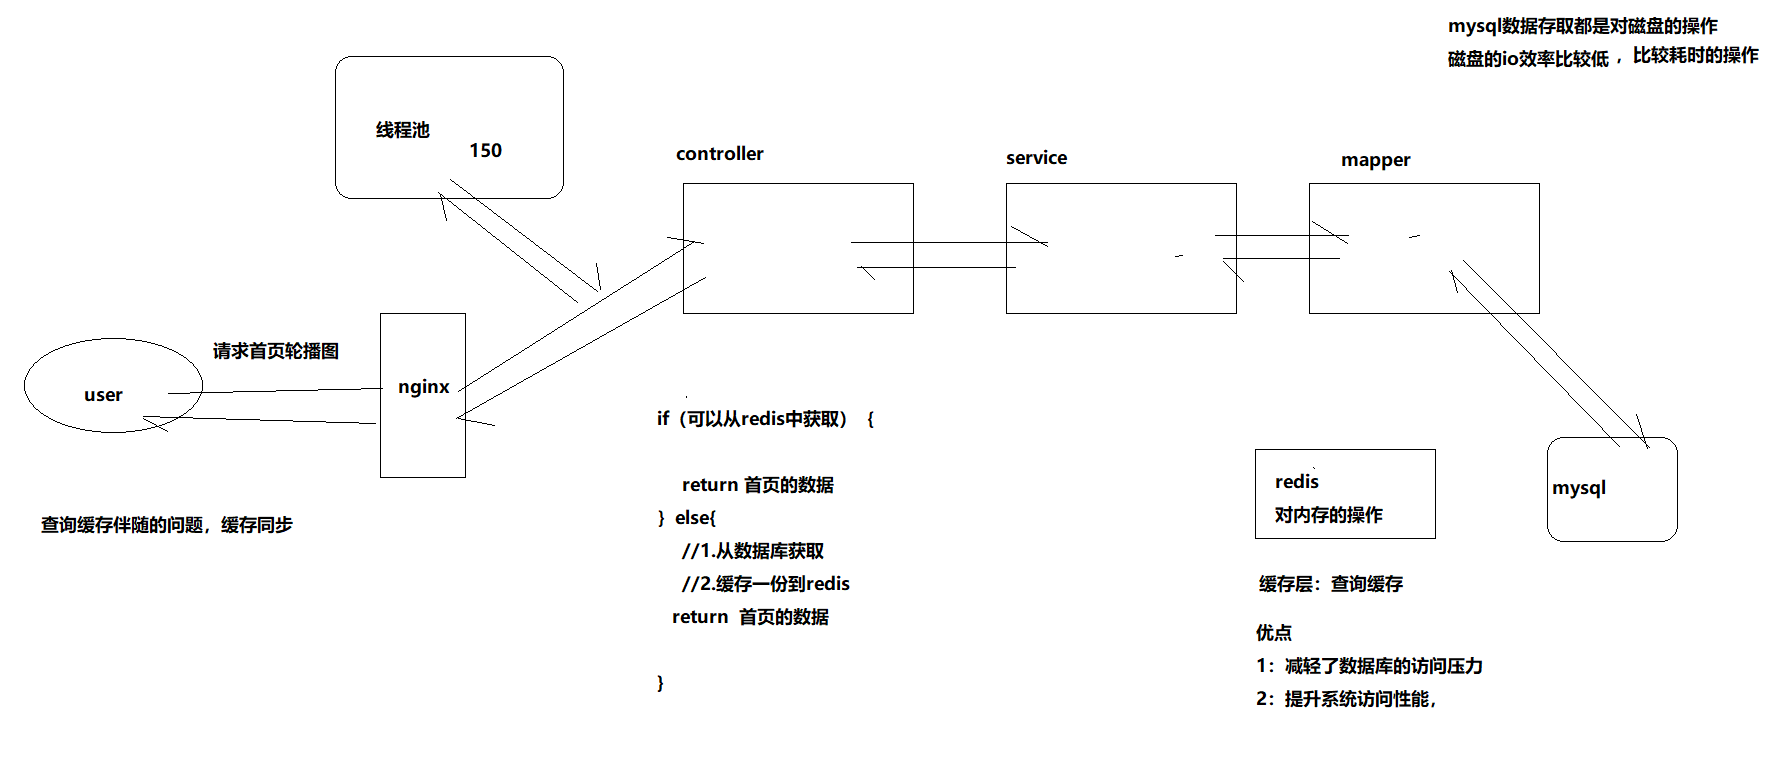 mysql数据存取都是对磁盘的操作
磁盘的io效率比较低，比较耗时的操作
线程池
150
controller
service
mapper
请求首页轮播图
user
nginx
查询缓存伴随的问题，缓存同步
if（可以从redis中获取） {
return 首页的数据
} else{
//1.从数据库获取
//2.缓存一份到redis
return 首页的数据
}
redis
对内存的操作
mysql
缓存层：查询缓存
优点
1：减轻了数据库的访问压力
2：提升系统访问性能，